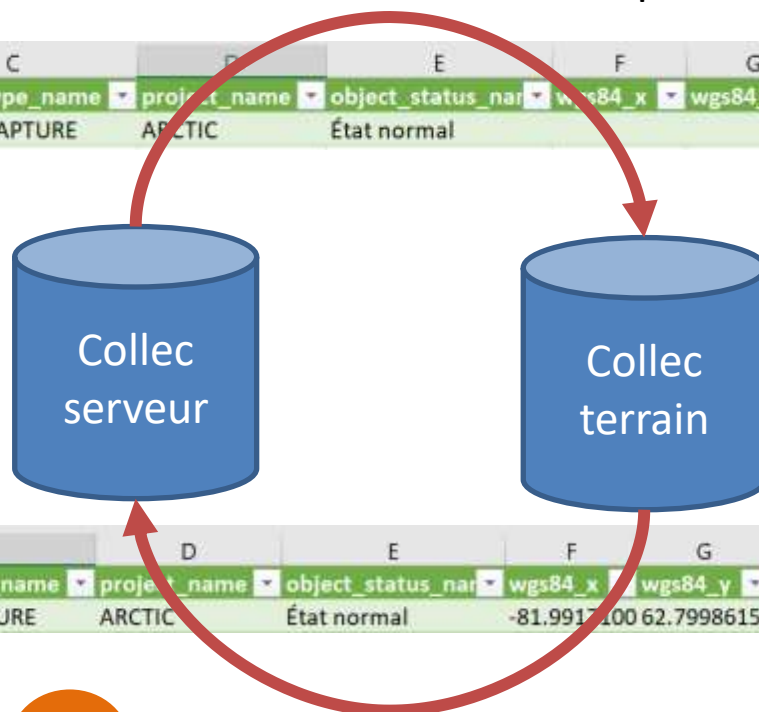 C D E F G
pe_name project_name object_status_nar wgs84_x wgs84_
APTURE ARCTIC État normal
Collec
serveur
Collec
terrain
D E F G
name project_name object_status_nar wgs84_x wgs84_y
URE ARCTIC État normal -81.9917100 62.7998615